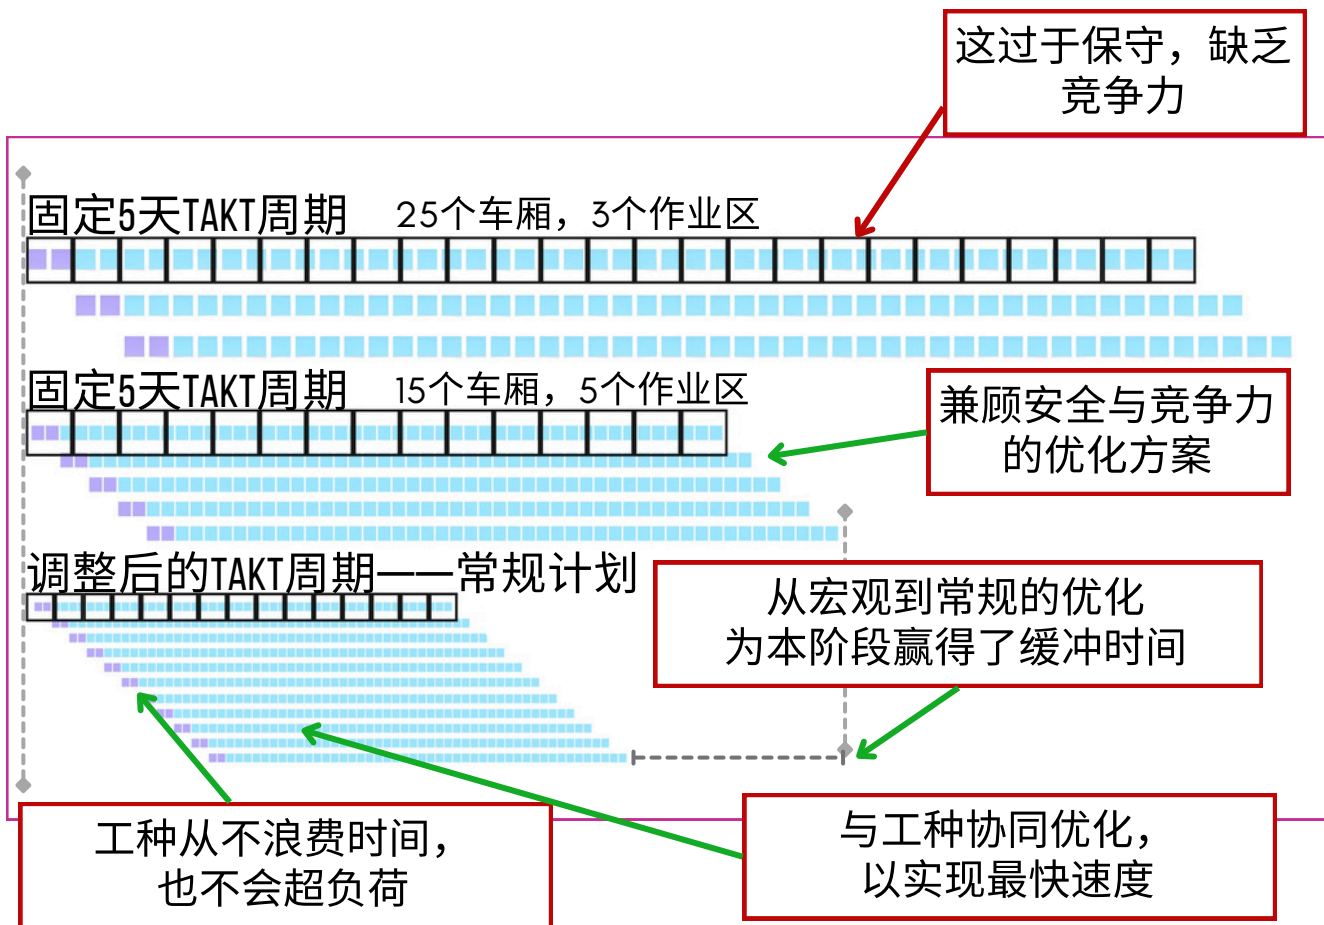 这过于保守，缺乏
竞争力
固定5天TAKT周期
25个车厢，3个作业区
固定5天TAKT周期
15个车厢，5个作业区
兼顾安全与竞争力
的优化方案
调整后的TAKT周期——常规计划
从宏观到常规的优化
为本阶段赢得了缓冲时间
工种从不浪费时间，
也不会超负荷
与工种协同优化，
以实现最快速度